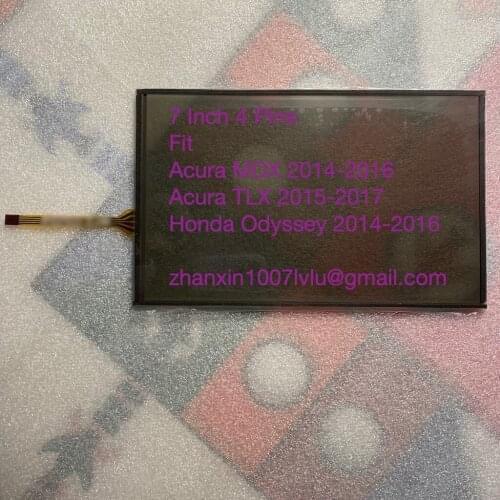 7 Inch 4 Pins
Fit
Acura MDX 2014-2016
Acura TLX 2015-2017
Honda Odyssey 2014-2016
zhanxin1007lvlu@gmail.com